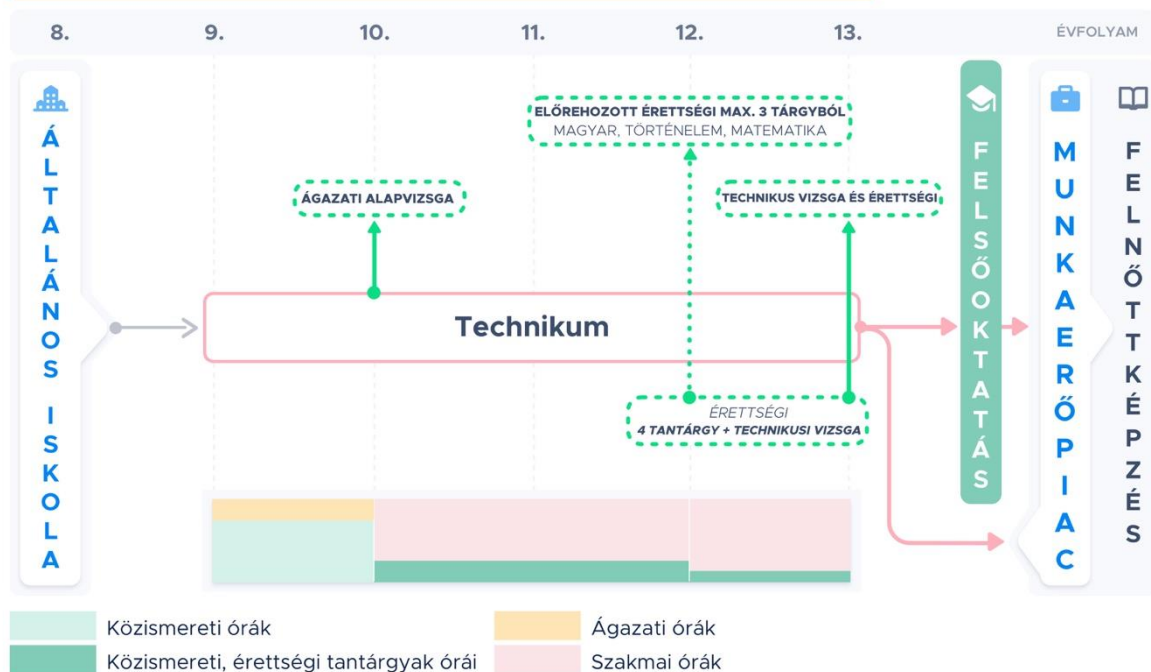 8. 9. 10. 11. 12. 13. ÉVFOLYAM
ÁLTALÁNOS ISKOLA
ELŐREHOZOTT ÉRETTSÉGI MAX. 3 TÁRGYBÓL
MAGYAR, TÖRTÉNELEM, MATEMATIKA
ÁGAZATI ALAPVIZSGA
TECHNIKUS VIZSGA ÉS ÉRETTSÉGI
Technikum
ÉRETTSÉGI
4 TANTÁRGY + TECHNIKUSI VIZSGA
FELSŐOKTATÁS
MUNKAERŐPIAC
FELNŐTTKÉPZÉS
Közismereti órák
Ágazati órák
Közismereti, érettségi tantárgyak órái
Szakmai órák